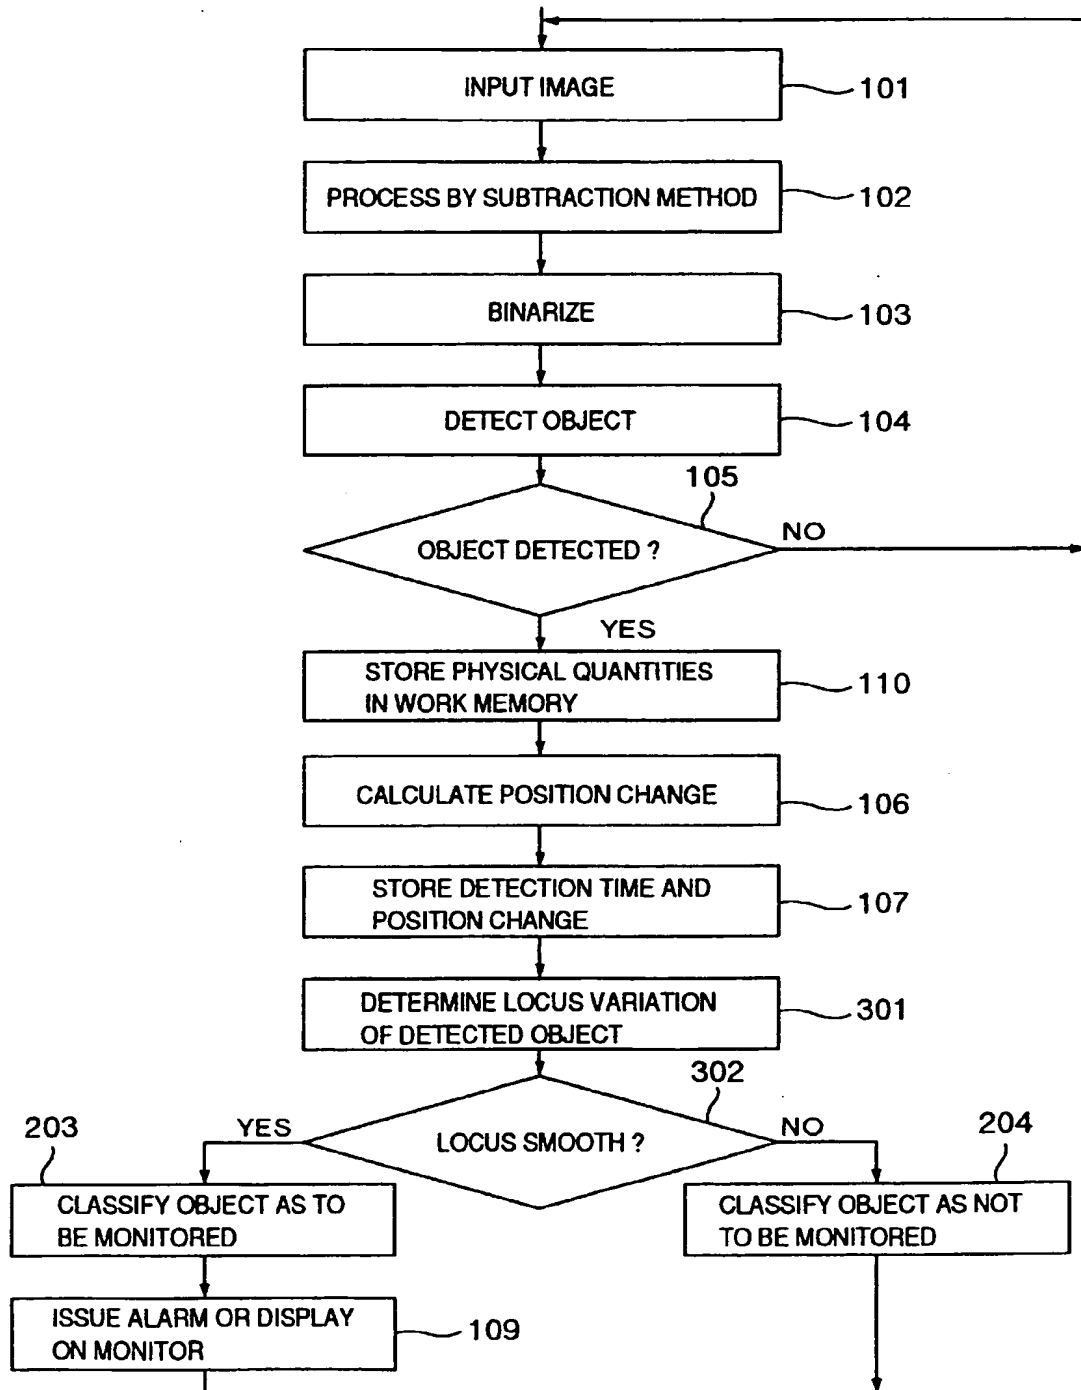 INPUT IMAGE
101
PROCESS BY SUBTRACTION METHOD
102
BINARIZE
103
DETECT OBJECT
104
105
OBJECT DETECTED ?
NO
YES
STORE PHYSICAL QUANTITIES
IN WORK MEMORY
110
CALCULATE POSITION CHANGE
106
STORE DETECTION TIME AND
POSITION CHANGE
107
DETERMINE LOCUS VARIATION
OF DETECTED OBJECT
301
302
LOCUS SMOOTH ?
YES
NO
203
CLASSIFY OBJECT AS TO
BE MONITORED
204
CLASSIFY OBJECT AS NOT
TO BE MONITORED
ISSUE ALARM OR DISPLAY
ON MONITOR
109